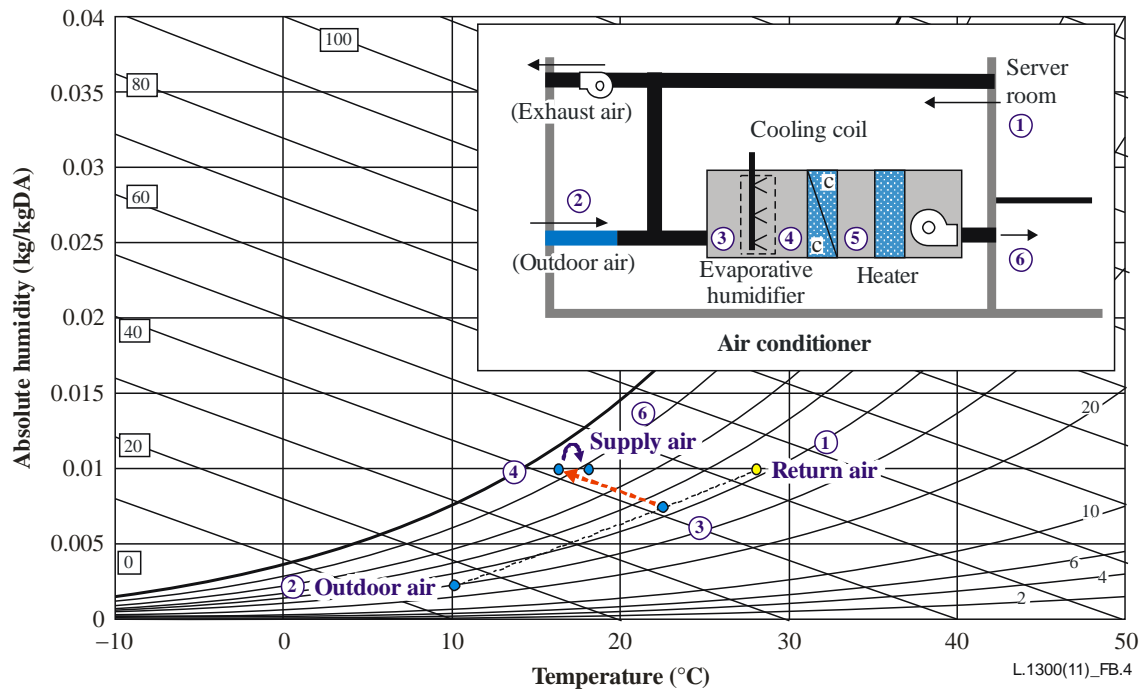 0.04
0.035
0.03
0.025
0.02
0.015
0.01
0.005
0
Absolute humidity (kg/kgDA)
100
80
60
40
20
0
(Exhaust air)
Server
room
①
Cooling coil
②
(Outdoor air)
③
④
c
c
⑤
⑥
Evaporative
humidifier
Heater
Air conditioner
⑥
Supply air
④
①
Return air
③
② Outdoor air
20
10
6
4
2
–10
0
10
20
30
40
50
Temperature (°C)
L.1300(11)_FB.4